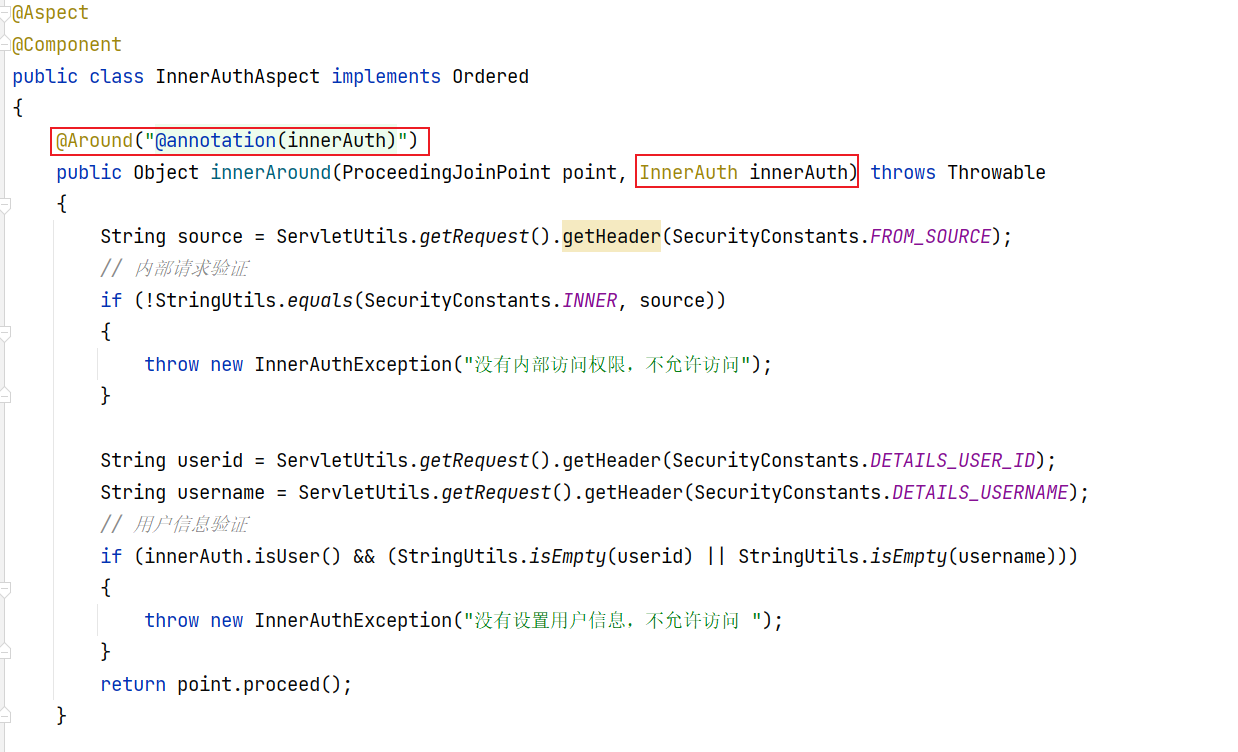 @Aspect
@Component
public class InnerAuthAspect implements Ordered
{
@Around("@annotation(innerAuth)")
public Object innerAround(ProceedingJoinPoint point, InnerAuth innerAuth) throws Throwable
{
String source = ServletUtils.getRequest().getHeader(SecurityConstants.FROM_SOURCE);
// 内部请求验证
if (!StringUtils.equals(SecurityConstants.INNER, source))
{
throw new InnerAuthException("没有内部访问权限，不允许访问");
}
String userid = ServletUtils.getRequest().getHeader(SecurityConstants.DETAILS_USER_ID);
String username = ServletUtils.getRequest().getHeader(SecurityConstants.DETAILS_USERNAME);
// 用户信息验证
if (innerAuth.isUser() && (StringUtils.isEmpty(userid) || StringUtils.isEmpty(username)))
{
throw new InnerAuthException("没有设置用户信息，不允许访问 ");
}
return point.proceed();
}